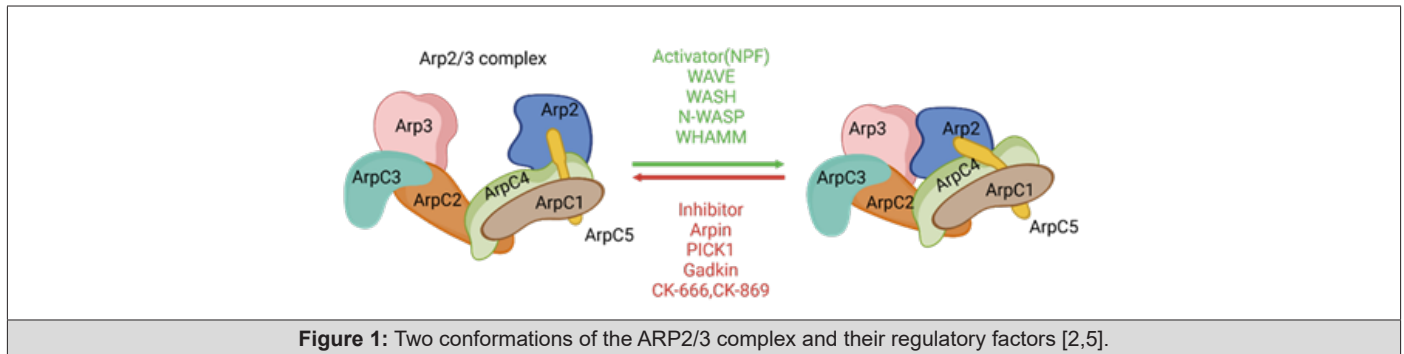 Arp2/3 complex
Arp3
Arp2
ArpC3
ArpC2
ArpC4
ArpC1
ArpC5
Activator(NPF)
WAVE
WASH
N-WASP
WHAMM
Inhibitor
Arpin
PICK1
Gadkin
CK-666,CK-869
Arp3
Arp2
ArpC3
ArpC2
ArpC4
ArpC1
ArpC5
Figure 1: Two conformations of the ARP2/3 complex and their regulatory factors [2,5].